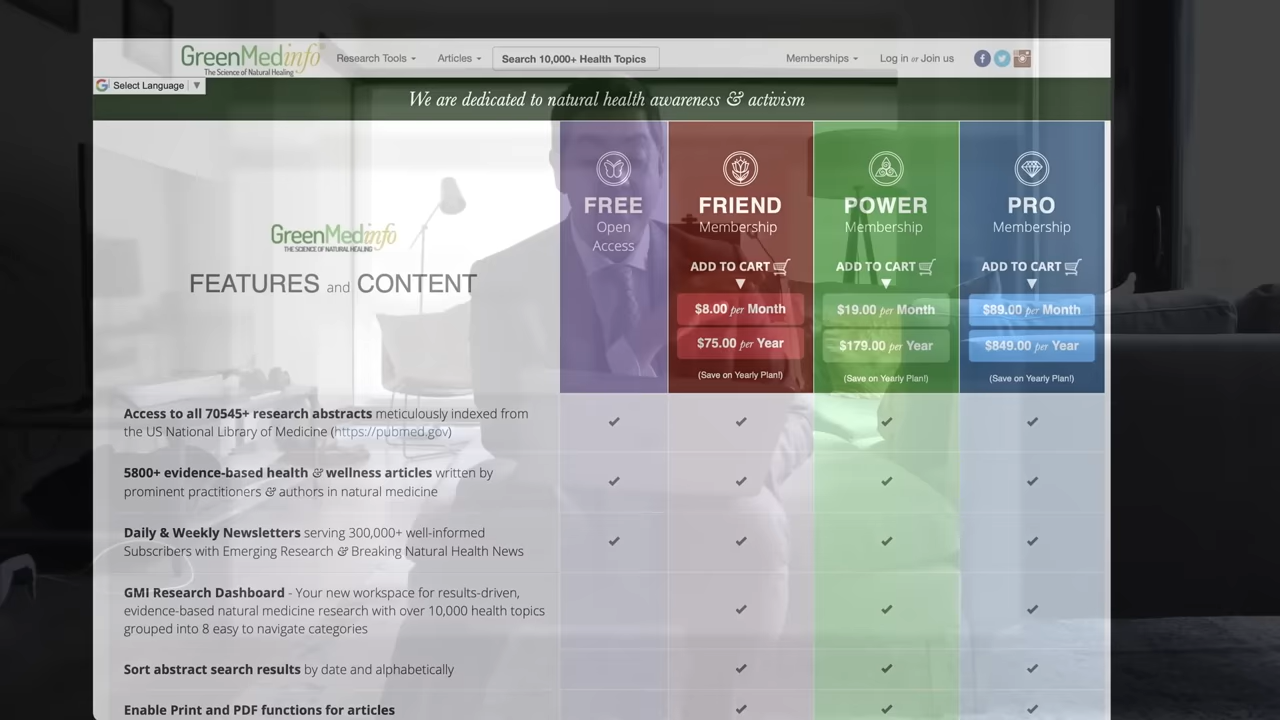 GreenMedinfo
The Science of Natural Healing
Research Tools
Articles
Search 10,000+ Health Topics
Memberships
Log in or Join us
Select Language
We are dedicated to natural health awareness & activism
GreenMedinfo
THE SCIENCE OF NATURAL HEALING
FEATURES and CONTENT
FREE
Open
Access
FRIEND
Membership
ADD TO CART
$8.00 per Month
$75.00 per Year
(Save on Yearly Plan!)
POWER
Membership
ADD TO CART
$19.00 per Month
$179.00 per Year
(Save on Yearly Plan!)
PRO
Membership
ADD TO CART
$89.00 per Month
$849.00 per Year
(Save on Yearly Plan!)
Access to all 70545+ research abstracts meticulously indexed from
the US National Library of Medicine (https://pubmed.gov)
5800+ evidence-based health & wellness articles written by
prominent practitioners & authors in natural medicine
Daily & Weekly Newsletters serving 300,000+ well-informed
Subscribers with Emerging Research & Breaking Natural Health News
GMI Research Dashboard - Your new workspace for results-driven,
evidence-based natural medicine research with over 10,000 health topics
grouped into 8 easy to navigate categories
Sort abstract search results by date and alphabetically
Enable Print and PDF functions for articles